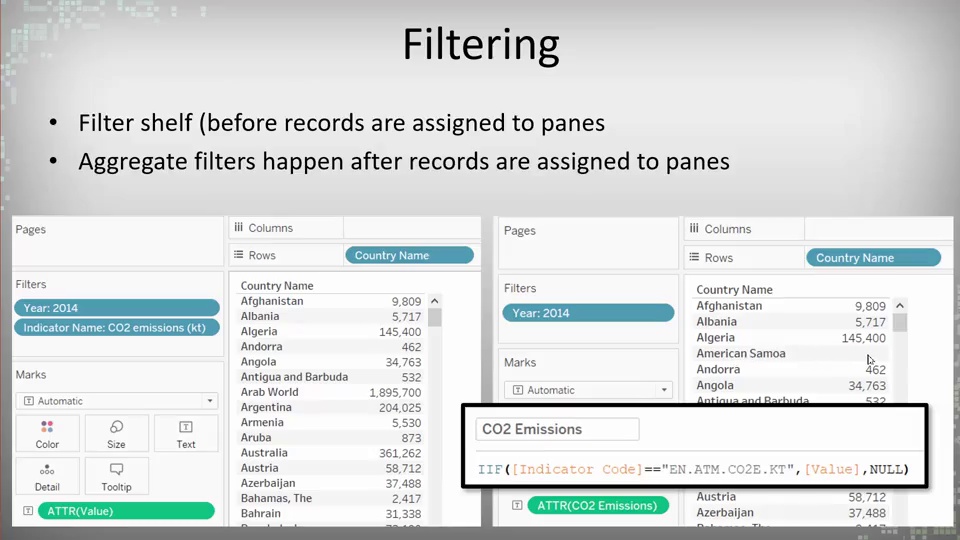 Filtering
• Filter shelf (before records are assigned to panes
• Aggregate filters happen after records are assigned to panes
Pages
Columns
Rows
Country Name
Filters
Year: 2014
Indicator Name: CO2 emissions (kt)
Marks
Automatic
Color
Size
Text
Detail
Tooltip
ATTR(Value)
Country Name
Afghanistan 9,809
Albania 5,717
Algeria 145,400
Andorra 462
Angola 34,763
Antigua and Barbuda 532
Arab World 1,895,700
Argentina 204,025
Armenia 5,530
Aruba 873
Australia 361,262
Austria 58,712
Azerbaijan 37,488
Bahamas, The 2,417
Bahrain 31,338
Pages
Columns
Rows
Country Name
Filters
Year: 2014
Marks
Automatic
Country Name
Afghanistan 9,809
Albania 5,717
Algeria 145,400
American Samoa
Andorra 462
Angola 34,763
Antigua and Barbuda 532
CO2 Emissions
IIF([Indicator Code]=="EN.ATM.CO2E.KT",[Value],NULL)
ATTR(CO2 Emissions)
Austria 58,712
Azerbaijan 37,488